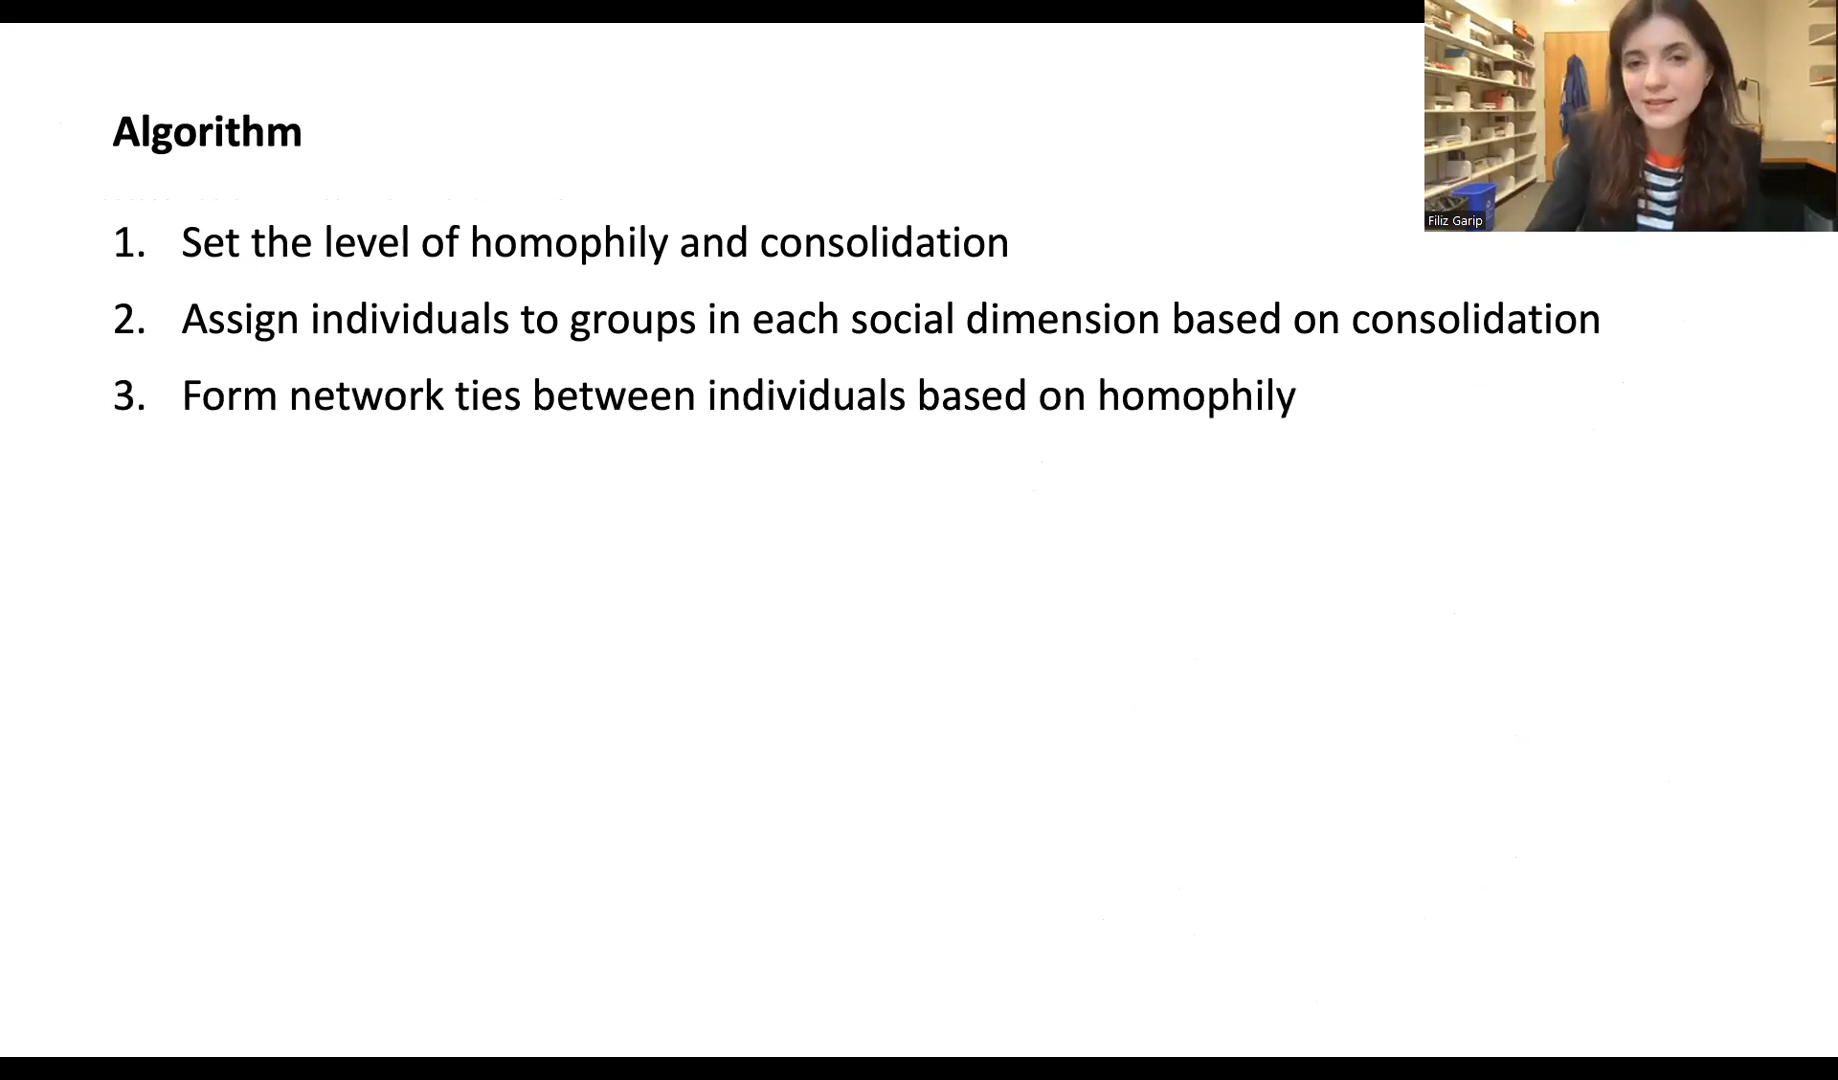 Algorithm
1. Set the level of homophily and consolidation
2. Assign individuals to groups in each social dimension based on consolidation
3. Form network ties between individuals based on homophily
Filiz Garip